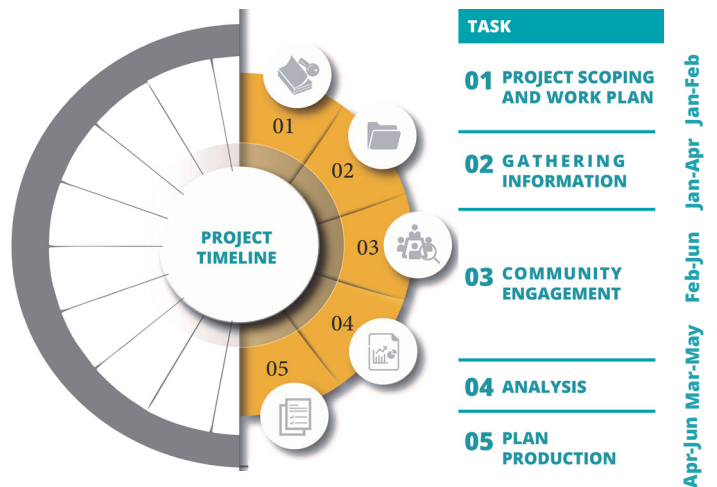 PROJECT
TIMELINE
01
02
03
04
05
TASK
01 PROJECT SCOPING
AND WORK PLAN
Jan-Feb
02 GATHERING
INFORMATION
Jan-Apr
03 COMMUNITY
ENGAGEMENT
Feb-Jun
04 ANALYSIS
Mar-May
05 PLAN
PRODUCTION
Apr-Jun